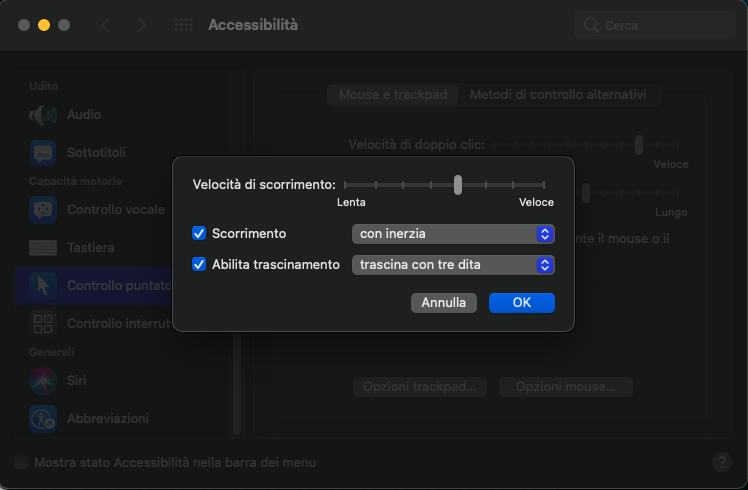 Accessibilità
Cerca
Udito
Audio
Sottotitoli
Capacità motorie
Controllo vocale
Tastiera
Controllo puntato
Controllo interrut
Generali
Siri
Abbreviazioni
Mouse e trackpad
Metodi di controllo alternativi
Velocità di doppio clic:
Veloce
Lungo
nte il mouse o il
Velocità di scorrimento:
Lenta
Veloce
Scorrimento
con inerzia
Abilita trascinamento
trascina con tre dita
Annulla
OK
Opzioni trackpad...
Opzioni mouse...
Mostra stato Accessibilità nella barra dei menu
?